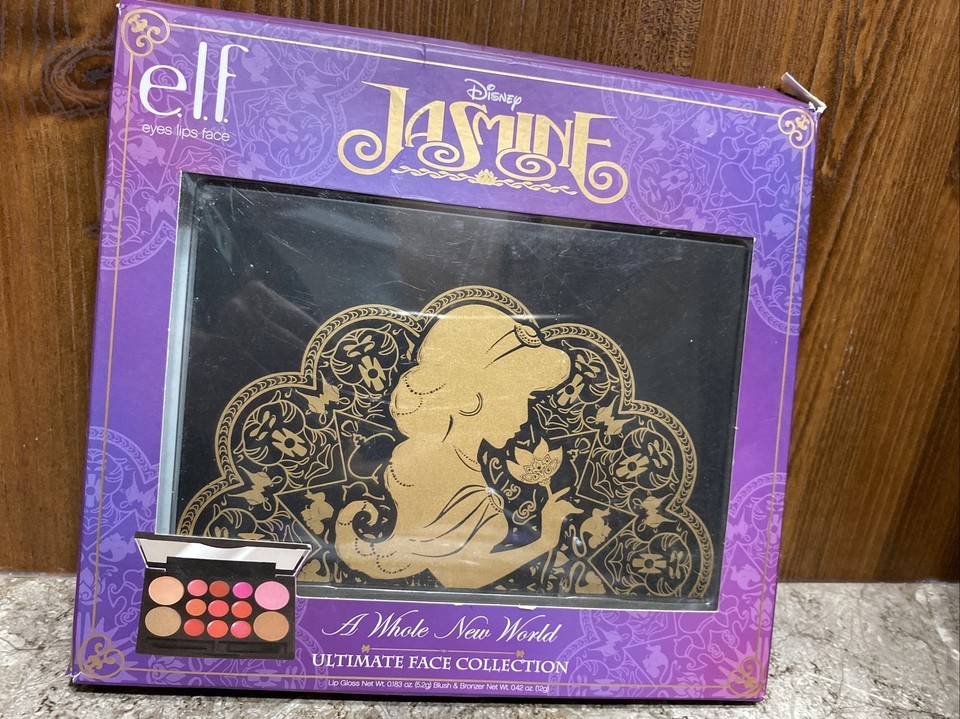 e.l.f.
eyes lips face
DISNEY
JASMINE
A Whole New World
ULTIMATE FACE COLLECTION
Lip Gloss Net Wt. 0.183 oz. (5.2g) Blush & Bronzer Net Wt. 0.42 oz. (12g)